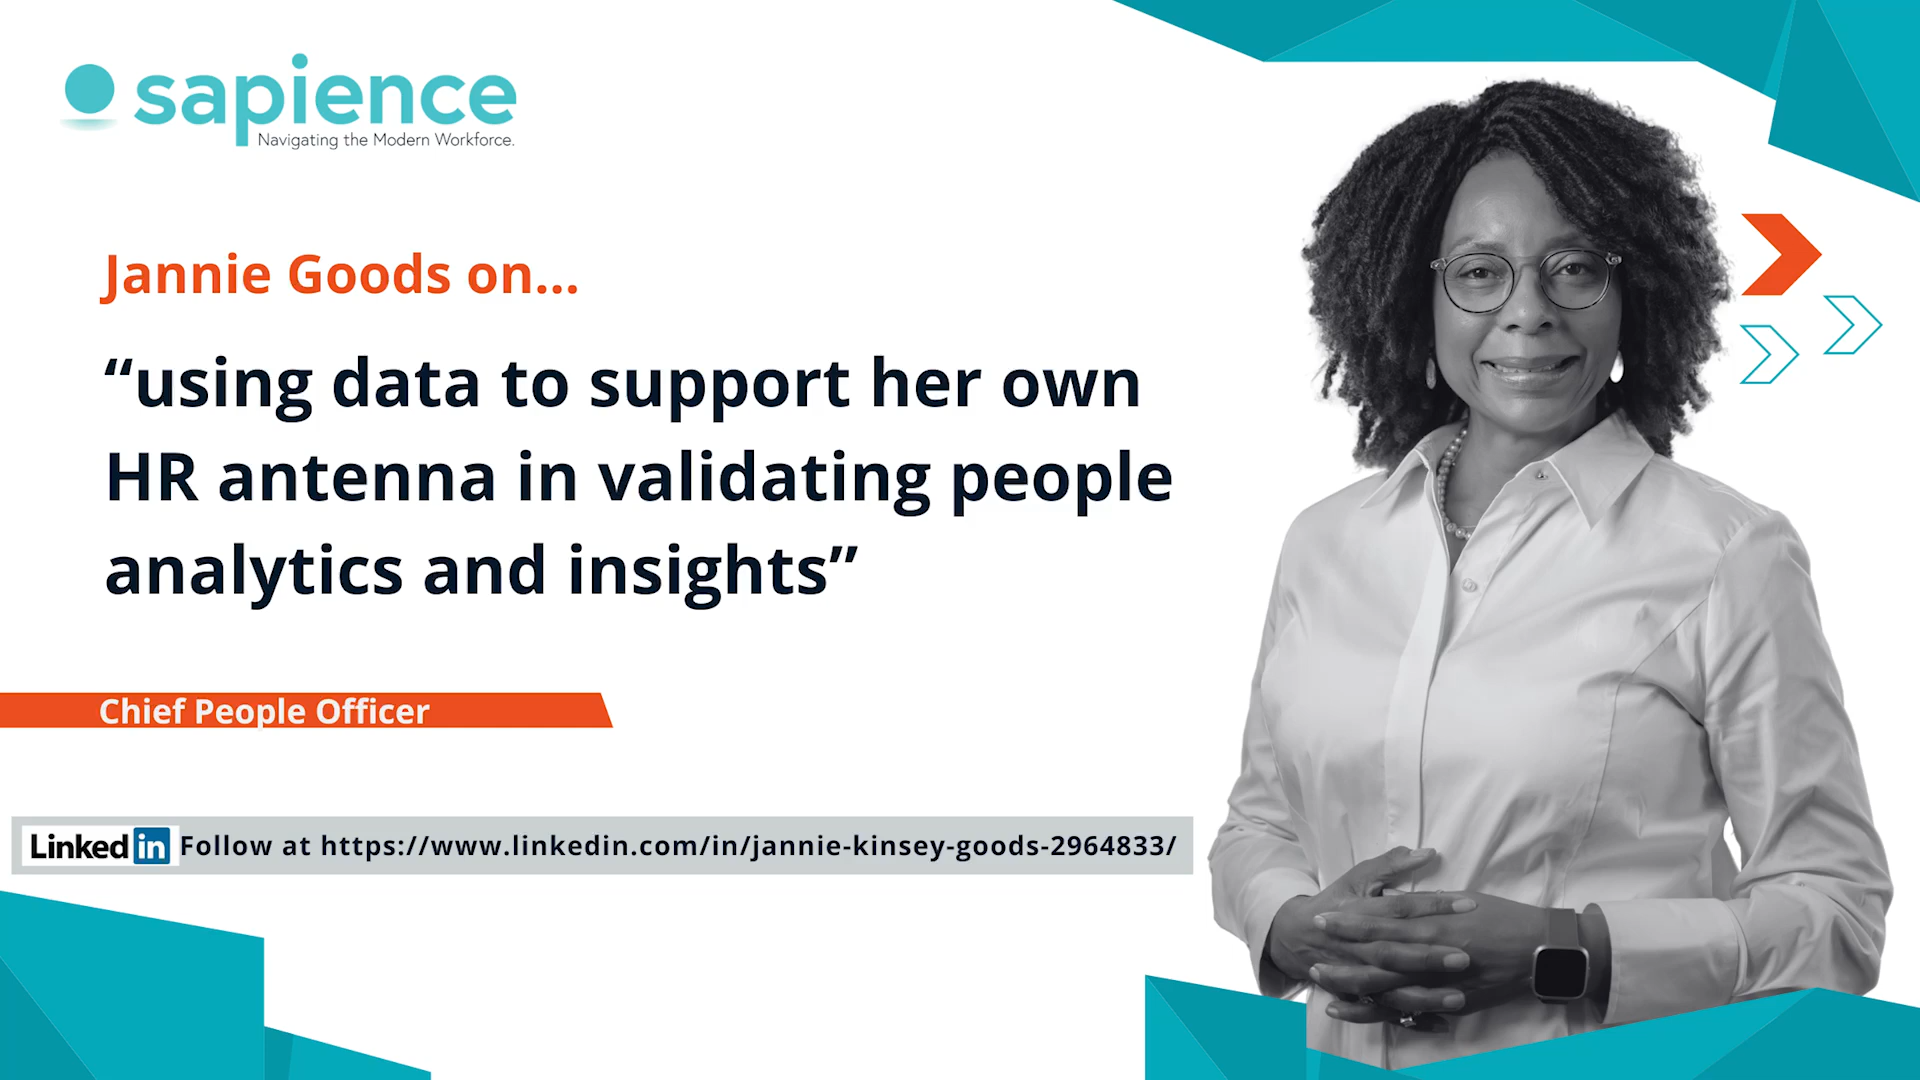 sapience
Navigating the Modern Workforce.
Jannie Goods on...
“using data to support her own
HR antenna in validating people
analytics and insights”
Chief People Officer
Linked in Follow at https://www.linkedin.com/in/jannie-kinsey-goods-2964833/